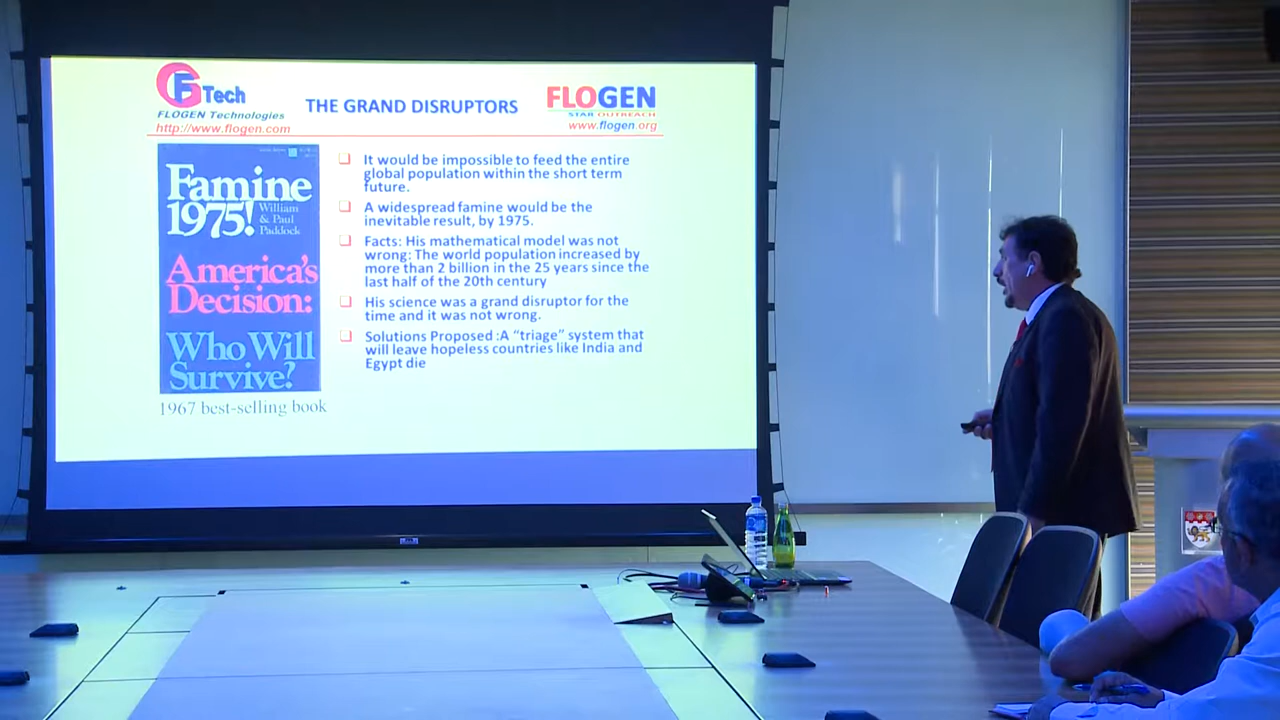 GF Tech
FLOGEN Technologies
http://www.flogen.com
THE GRAND DISRUPTORS
FLOGEN
STAR OUTREACH
www.flogen.org
Famine
1975!
William
& Paul
Paddock
America's
Decision:
Who Will
Survive?
1967 best-selling book
❑ It would be impossible to feed the entire
global population within the short term
future.
❑ A widespread famine would be the
inevitable result, by 1975.
❑ Facts: His mathematical model was not
wrong: The world population increased by
more than 2 billion in the 25 years since the
last half of the 20th century
❑ His science was a grand disruptor for the
time and it was not wrong.
❑ Solutions Proposed :A “triage” system that
will leave hopeless countries like India and
Egypt die